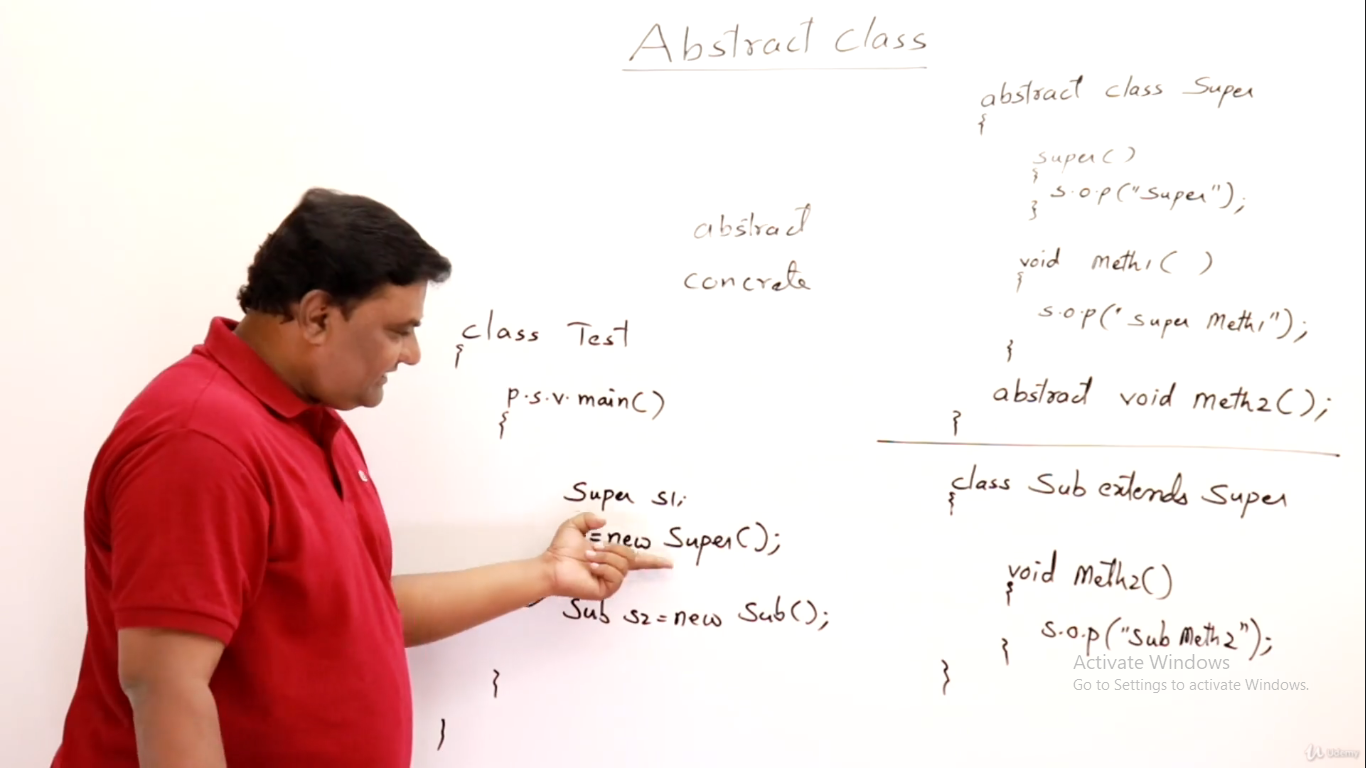 Abstract class
abstract
concrete
class Test
{
p.s.v.main()
{
Super s1;
=new Super();
Sub s2=new Sub();
}
}
abstract class Super
{
super()
{
s.o.p("Super");
}
void meth1( )
{
s.o.p("Super Meth1");
}
abstract void meth2();
}
class Sub extends Super
{
void Meth2()
{
s.o.p("Sub Meth2");
}
}
Activate Windows
Go to Settings to activate Windows.
Udemy